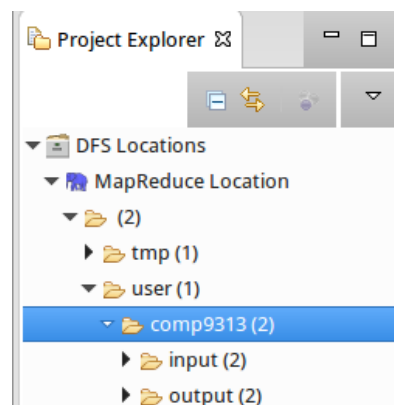 Project Explorer
DFS Locations
MapReduce Location
(2)
tmp (1)
user (1)
comp9313 (2)
input (2)
output (2)